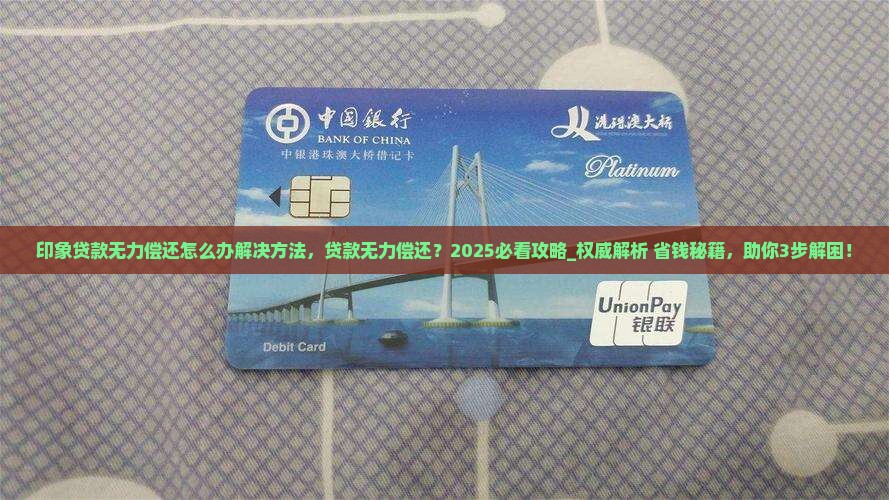 中国銀行
BANK OF CHINA
中银港珠澳大桥借记卡
港珠澳大桥
Platinum
印象贷款无力偿还怎么办解决方法，贷款无力偿还？2025必看攻略_权威解析 省钱秘籍，助你3步解困！
UnionPay
银联
Debit Card